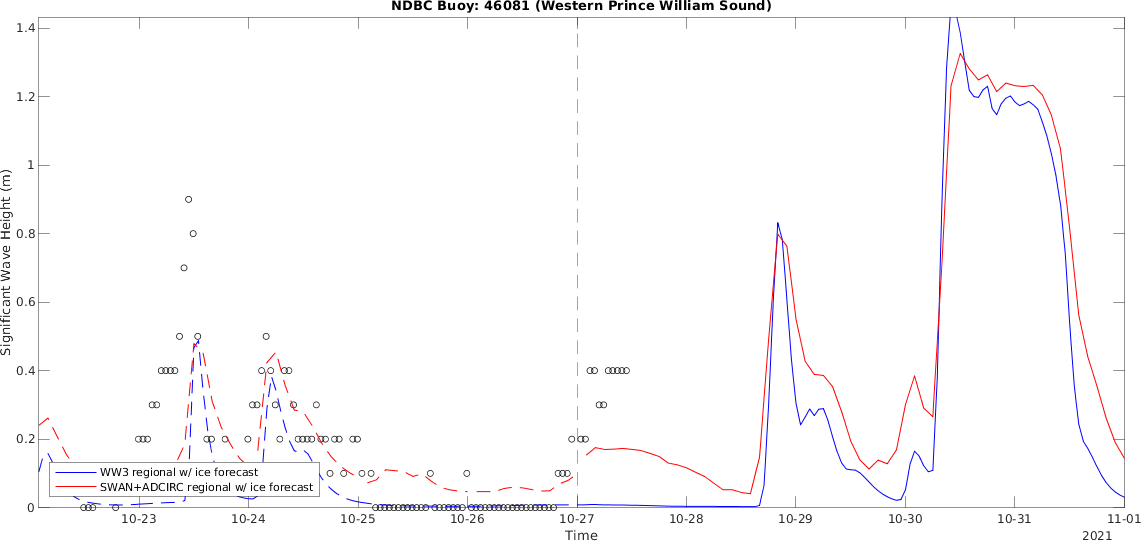 NDBC Buoy: 46081 (Western Prince William Sound)
1.4
1.2
1
0.8
0.6
0.4
0.2
0
Significant Wave Height (m)
WW3 regional w/ ice forecast
SWAN+ADCIRC regional w/ ice forecast
10-23 10-24 10-25 10-26 10-27 10-28 10-29 10-30 10-31 11-01
Time
2021